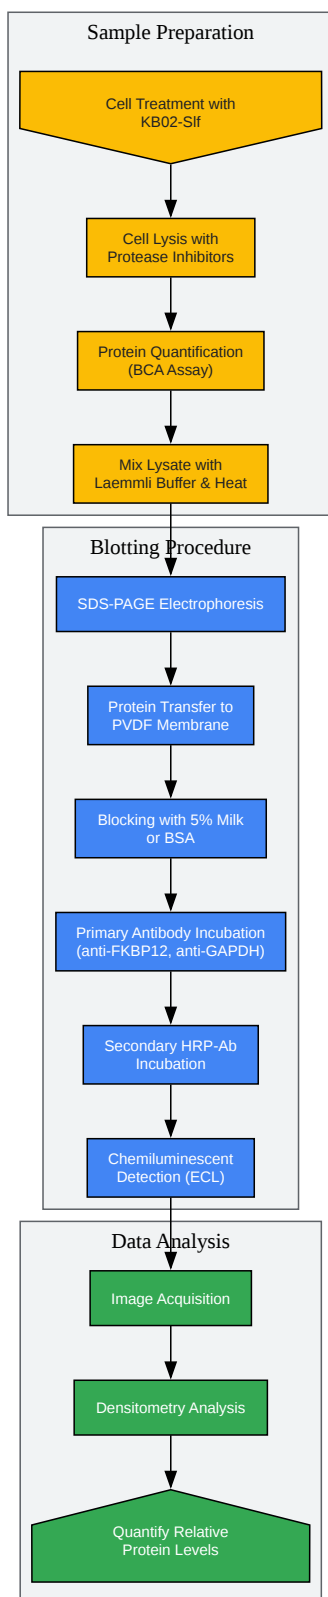 Sample Preparation
Cell Treatment with
KB02-Slf
Cell Lysis with
Protease Inhibitors
Protein Quantification
(BCA Assay)
Mix Lysate with
Laemmli Buffer & Heat
Blotting Procedure
SDS-PAGE Electrophoresis
Protein Transfer to
PVDF Membrane
Blocking with 5% Milk
or BSA
Primary Antibody Incubation
(anti-FKBP12, anti-GAPDH)
Secondary HRP-Ab
Incubation
Chemiluminescent
Detection (ECL)
Data Analysis
Image Acquisition
Densitometry Analysis
Quantify Relative
Protein Levels